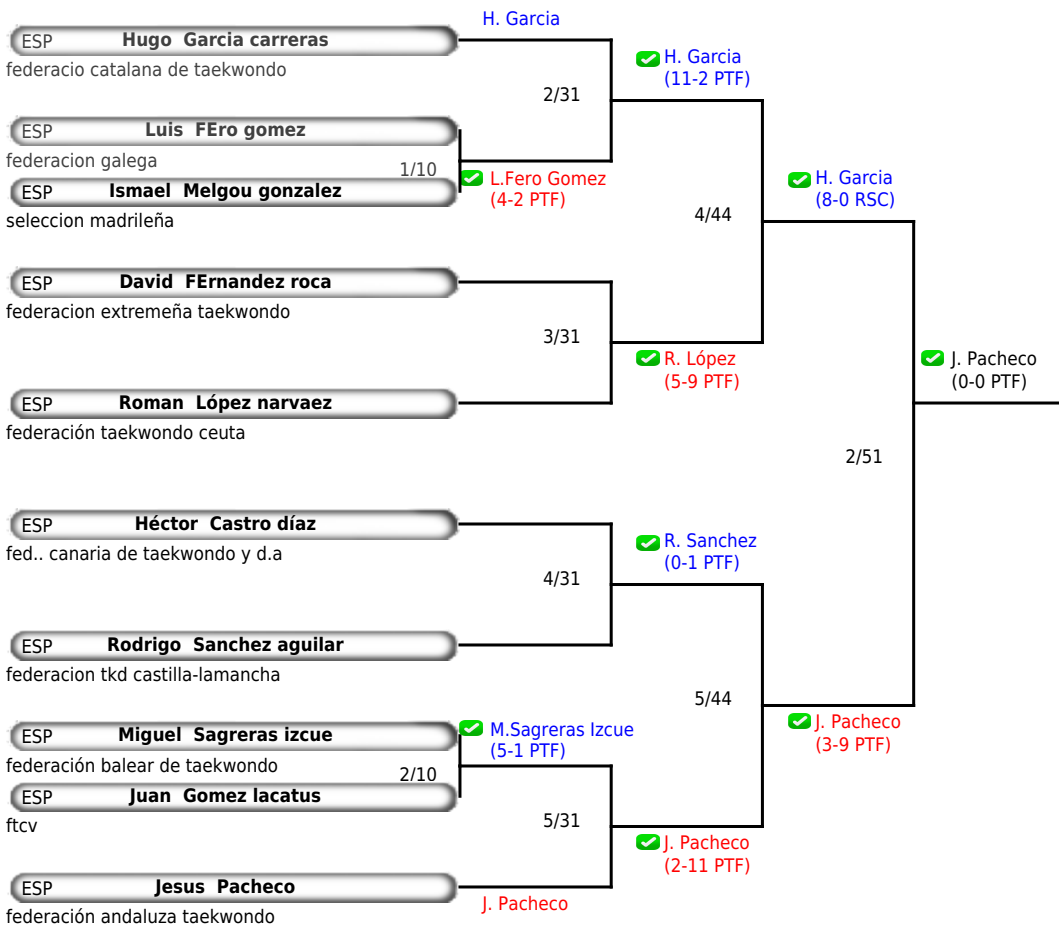 H. Garcia
ESP Hugo Garcia carreras
federacio catalana de taekwondo
H. Garcia
(11-2 PTF)
2/31
ESP Luis FEro gomez
federacion galega
1/10
ESP Ismael Melgou gonzalez
seleccion madrileña
L.Fero Gomez
(4-2 PTF)
H. Garcia
(8-0 RSC)
4/44
ESP David FErnandez roca
federacion extremeña taekwondo
3/31
R. López
(5-9 PTF)
J. Pacheco
(0-0 PTF)
ESP Roman López narvaez
federación taekwondo ceuta
2/51
ESP Héctor Castro díaz
fed.. canaria de taekwondo y d.a
R. Sanchez
(0-1 PTF)
4/31
ESP Rodrigo Sanchez aguilar
federacion tkd castilla-lamancha
5/44
ESP Miguel Sagreras izcue
federación balear de taekwondo
M.Sagreras Izcue
(5-1 PTF)
J. Pacheco
(3-9 PTF)
2/10
ESP Juan Gomez lacatus
ftcv
5/31
J. Pacheco
(2-11 PTF)
ESP Jesus Pacheco
J. Pacheco
federación andaluza taekwondo